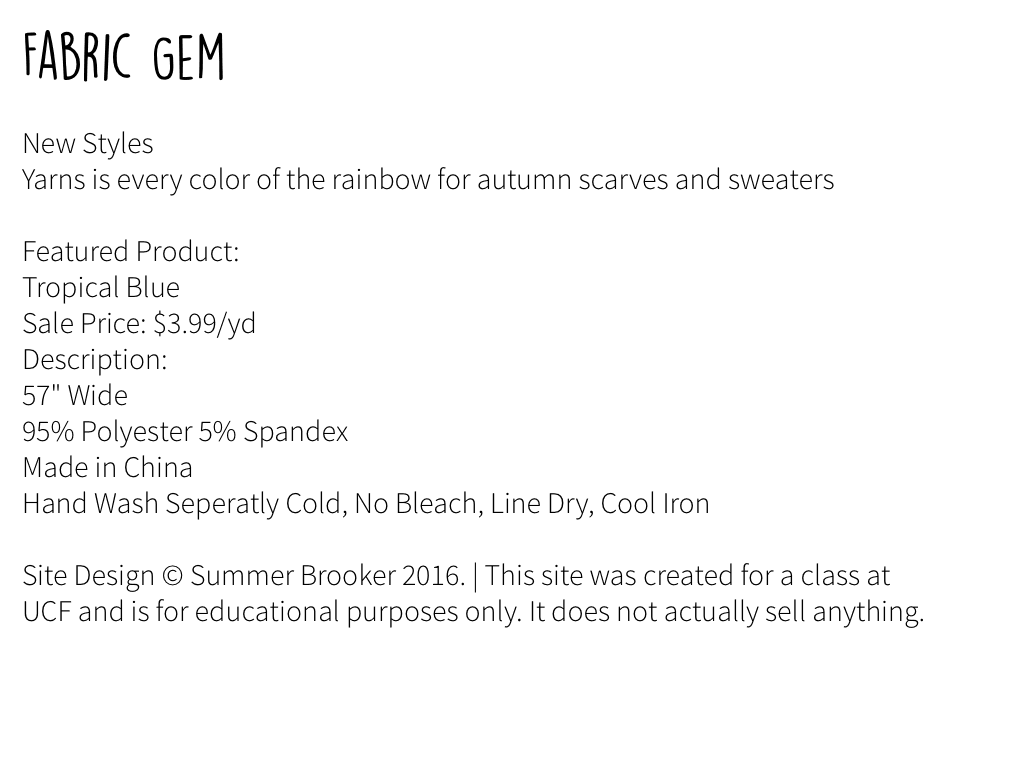 FABRIC GEM
New Styles
Yarns is every color of the rainbow for autumn scarves and sweaters
Featured Product:
Tropical Blue
Sale Price: $3.99/yd
Description:
57" Wide
95% Polyester 5% Spandex
Made in China
Hand Wash Seperatly Cold, No Bleach, Line Dry, Cool Iron
Site Design © Summer Brooker 2016. | This site was created for a class at
UCF and is for educational purposes only. It does not actually sell anything.